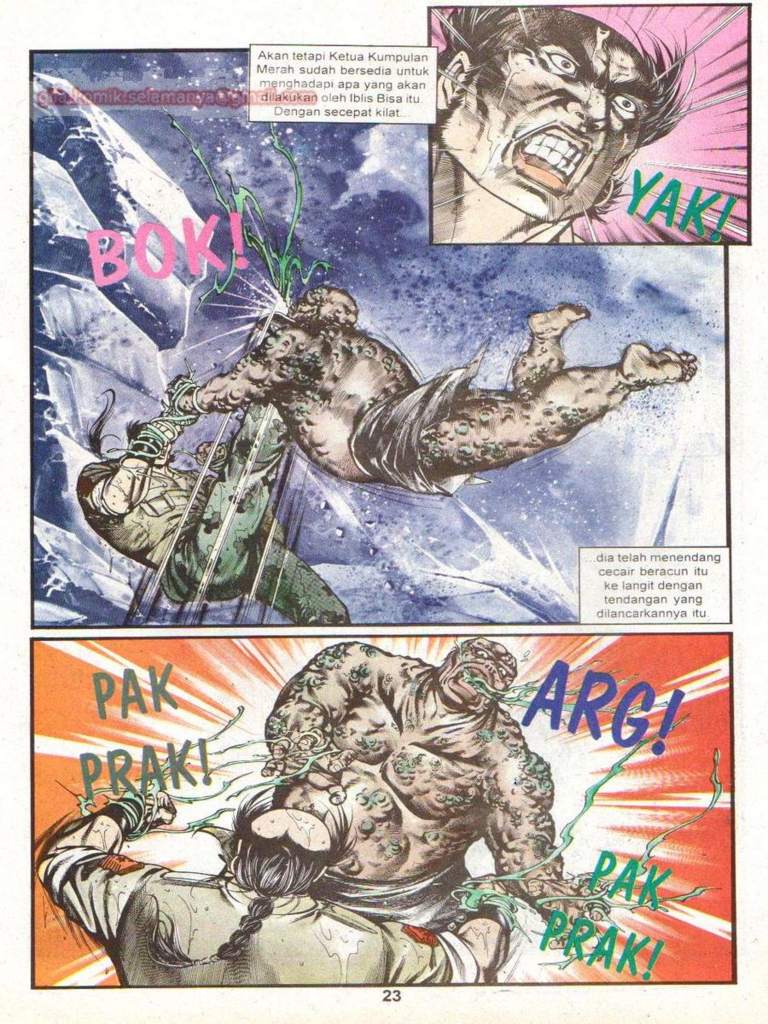 Akan tetapi Ketua Kumpulan
Merah sudah bersedia untuk
menghadapi apa yang akan
dilakukan oleh Iblis Bisa itu.
Dengan secepat kilat...
YAK!
BOK!
...dia telah menendang
cecair beracun itu
ke langit dengan
tendangan yang
dilancarkannya itu.
PAK
PRAK!
ARG!
PAK
PRAK!
23